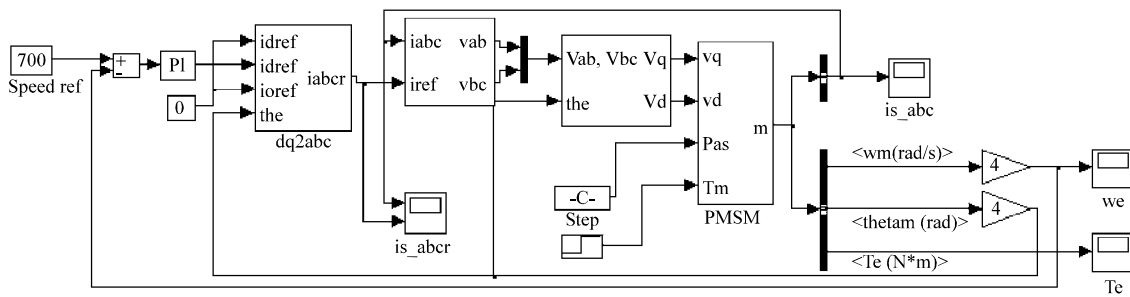 700
Speed ref
+
-
PI
0
idref
idref
ioref
the
iabcr
dq2abc
iabc
iref
vab
vbc
is_abcr
Vab, Vbc
the
Vq
Vd
-C-
Step
vq
vd
Pas
Tm
m
PMSM
is_abc
<wm(rad/s)>
4
<thetam (rad)>
4
<Te (N*m)>
we
Te